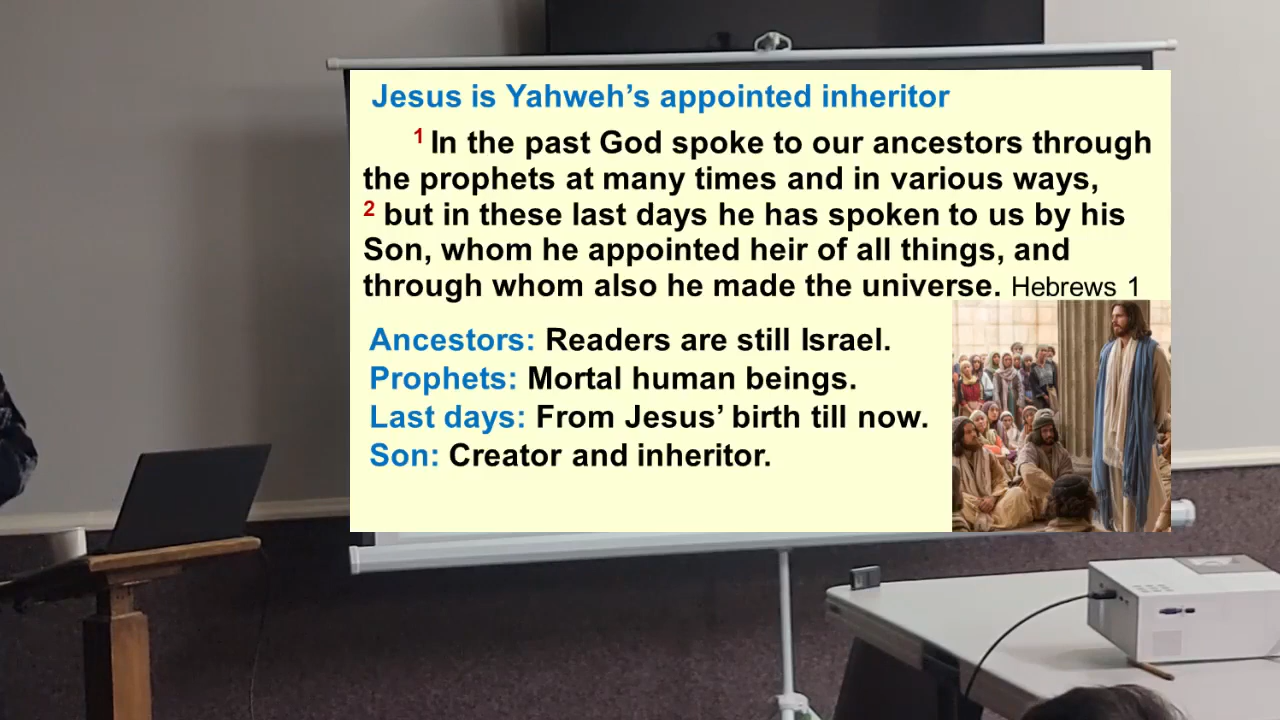 Jesus is Yahweh’s appointed inheritor
1 In the past God spoke to our ancestors through
the prophets at many times and in various ways,
2 but in these last days he has spoken to us by his
Son, whom he appointed heir of all things, and
through whom also he made the universe. Hebrews 1
Ancestors: Readers are still Israel.
Prophets: Mortal human beings.
Last days: From Jesus’ birth till now.
Son: Creator and inheritor.